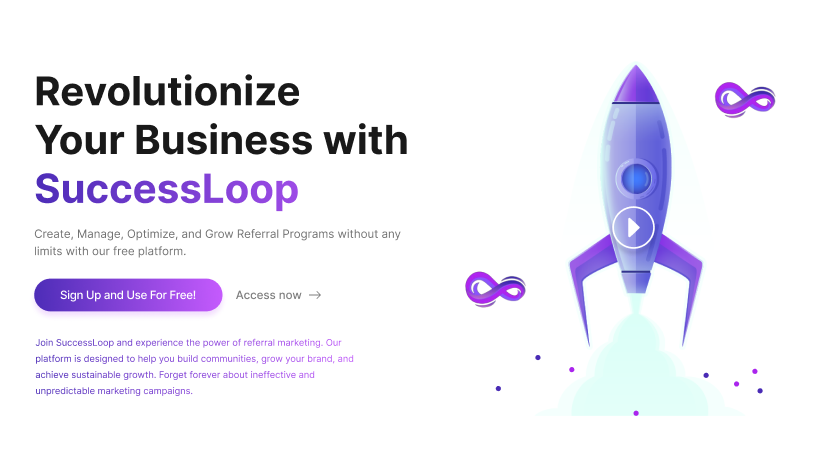 Revolutionize
Your Business with
SuccessLoop
Create, Manage, Optimize, and Grow Referral Programs without any
limits with our free platform.
Sign Up and Use For Free!
Access now
Join SuccessLoop and experience the power of referral marketing. Our
platform is designed to help you build communities, grow your brand, and
achieve sustainable growth. Forget forever about ineffective and
unpredictable marketing campaigns.